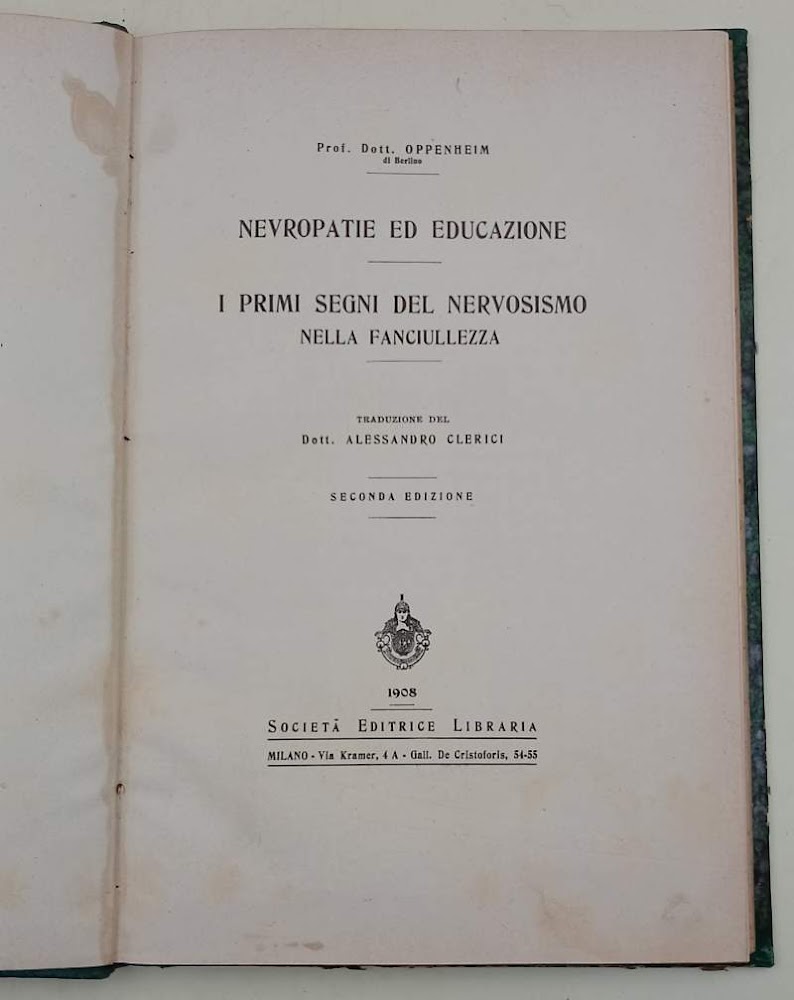 Prof. Dott. OPPENHEIM
di Berlino
NEVROPATIE ED EDUCAZIONE
I PRIMI SEGNI DEL NERVOSISMO
NELLA FANCIULLEZZA
TRADUZIONE DEL
Dott. ALESSANDRO CLERICI
SECONDA EDIZIONE
1908
SOCIETÀ EDITRICE LIBRARIA
MILANO - Via Kramer, 4 A - Gall. De Cristoforis, 54-55